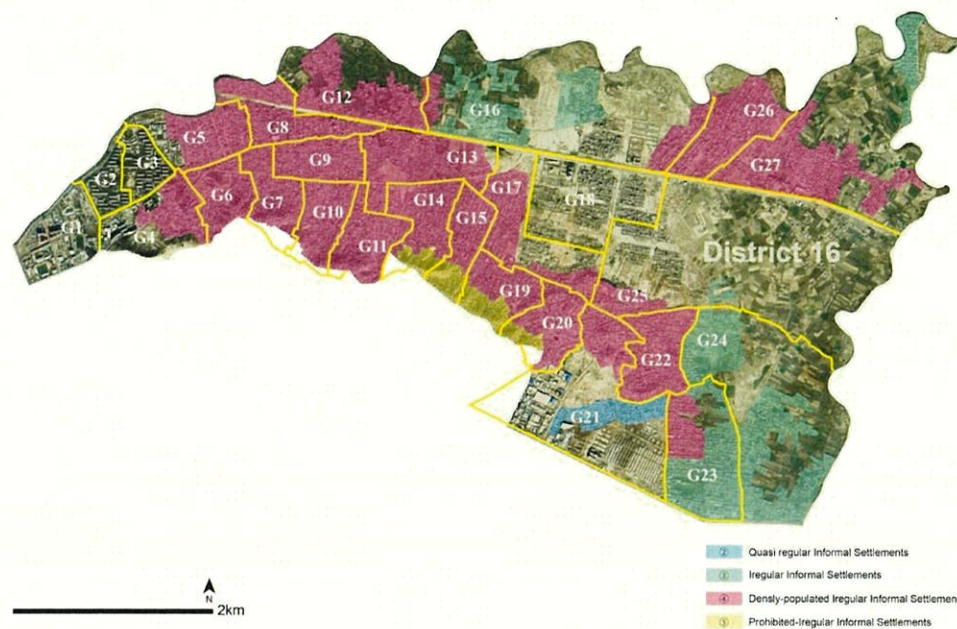 G12
G16
G26
G5
G8
G13
G3
G9
G27
G2
G17
G6
G14
G18
G7
G10
G15
G1
G4
G11
District 16
G19
G25
G20
G24
G22
G21
G23
② Quasi regular Informal Settlements
Iregular Informal Settlements
④ Densly-populated Iregular Informal Settlemen
Prohibited-Iregular Informal Settlements
N
2km